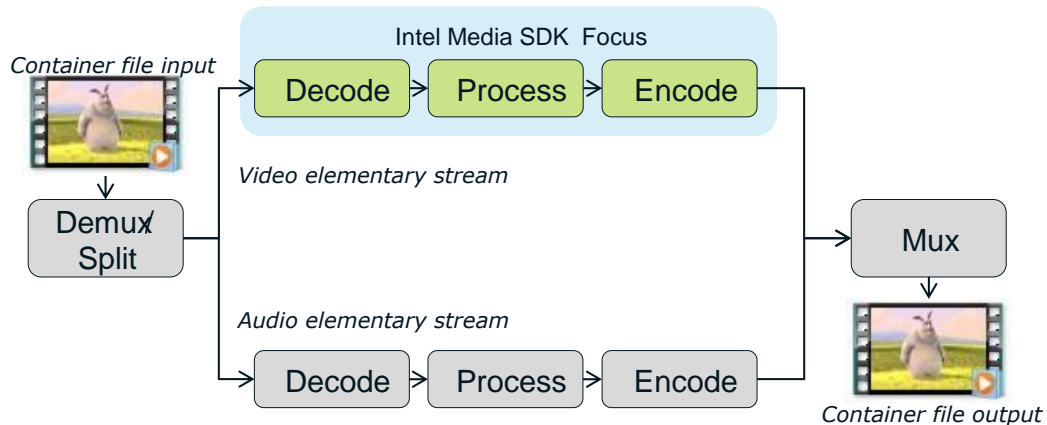 Intel Media SDK Focus
Container file input
Decode
Process
Encode
Video elementary stream
Demux/
Split
Mux
Audio elementary stream
Decode
Process
Encode
Container file output